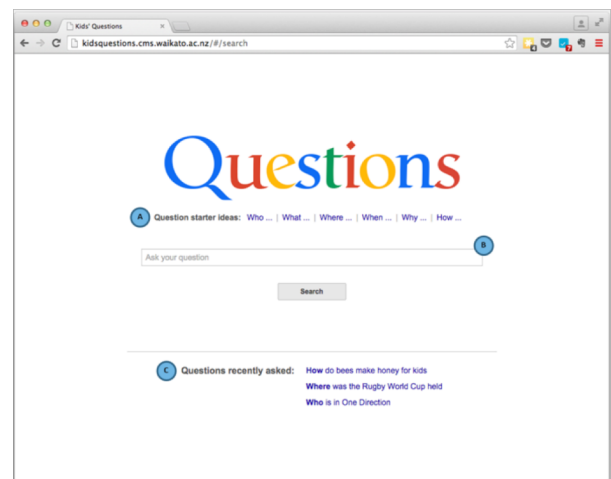 Kids' Questions
kidsquestions.cms.waikato.ac.nz/#/search
Questions
A Question starter ideas: Who ... | What ... | Where ... | When ... | Why ... | How ...
B
Ask your question
Search
C Questions recently asked: How do bees make honey for kids
Where was the Rugby World Cup held
Who is in One Direction